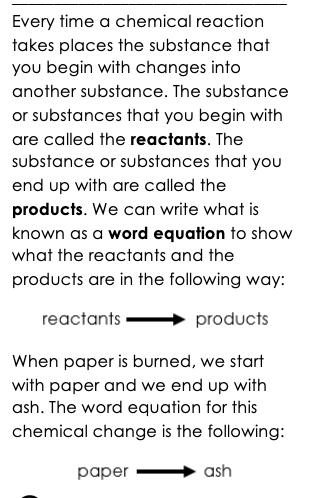 Every time a chemical reaction
takes places the substance that
you begin with changes into
another substance. The substance
or substances that you begin with
are called the reactants. The
substance or substances that you
end up with are called the
products. We can write what is
known as a word equation to show
what the reactants and the
products are in the following way:
reactants → products
When paper is burned, we start
with paper and we end up with
ash. The word equation for this
chemical change is the following:
paper → ash